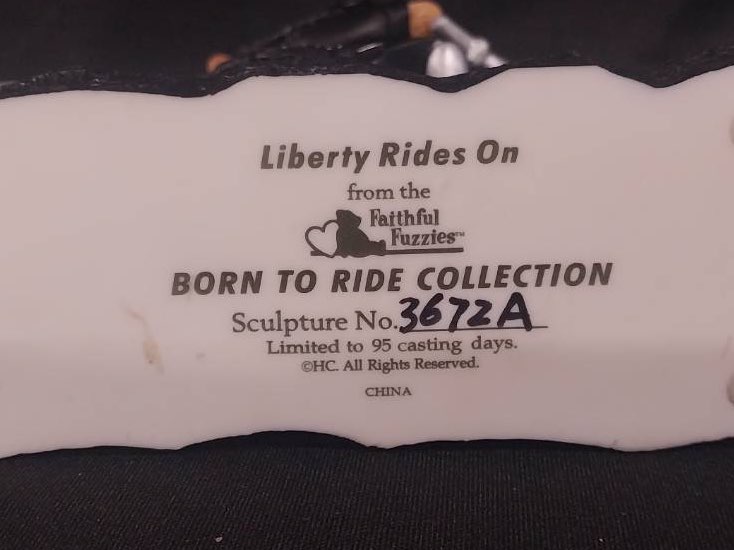 Liberty Rides On
from the
Faithful
Fuzzies™
BORN TO RIDE COLLECTION
Sculpture No. 3672A
Limited to 95 casting days.
©HC. All Rights Reserved.
CHINA